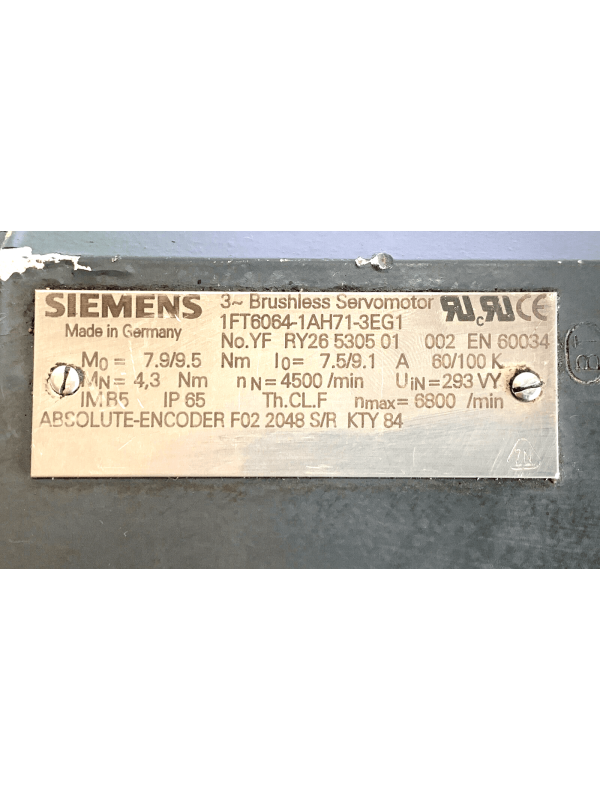 SIEMENS 3~ Brushless Servomotor
Made in Germany 1FT6064-1AH71-3EG1
No.YF RY26 5305 01 002 EN 60034
M0 = 7.9/9.5 Nm I0 = 7.5/9.1 A 60/100 K
MN = 4,3 Nm nN = 4500 /min UiN = 293 VY
IM B5 IP 65 Th.CL.F nmax = 6800 /min
ABSOLUTE-ENCODER F02 2048 S/R KTY 84